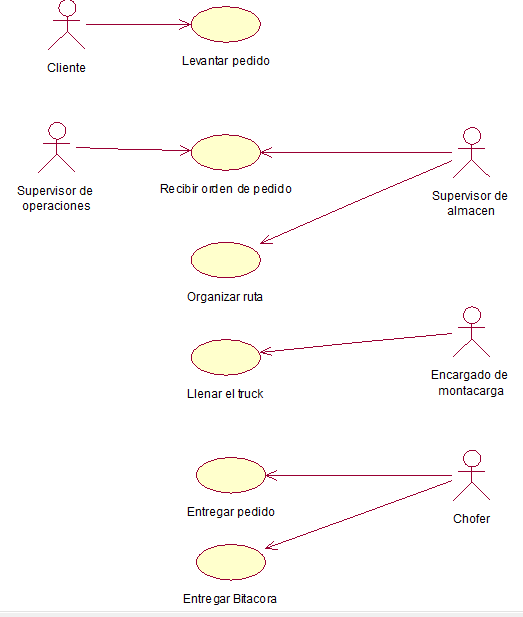 Cliente
Levantar pedido
Supervisor de
operaciones
Recibir orden de pedido
Supervisor de
almacen
Organizar ruta
Encargado de
montacarga
Llenar el truck
Entregar pedido
Chofer
Entregar Bitacora